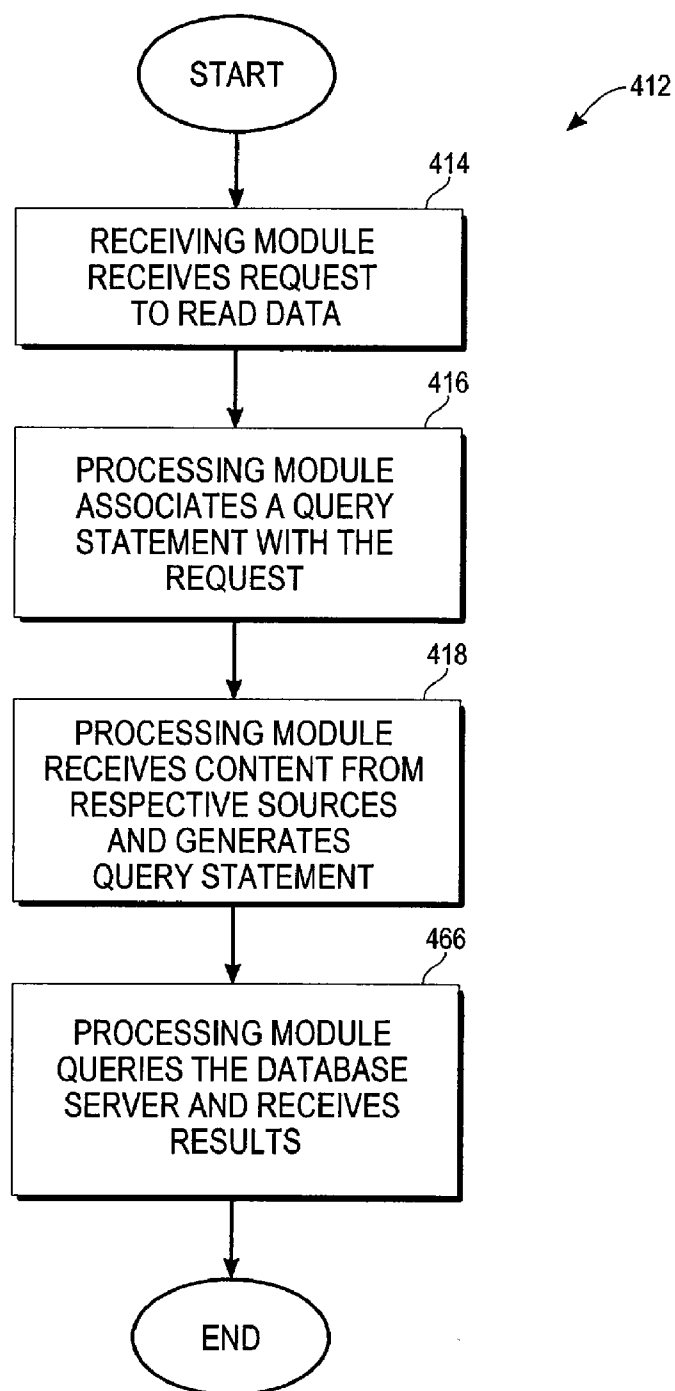 START
412
414
RECEIVING MODULE
RECEIVES REQUEST
TO READ DATA
416
PROCESSING MODULE
ASSOCIATES A QUERY
STATEMENT WITH THE
REQUEST
418
PROCESSING MODULE
RECEIVES CONTENT FROM
RESPECTIVE SOURCES
AND GENERATES
QUERY STATEMENT
466
PROCESSING MODULE
QUERIES THE DATABASE
SERVER AND RECEIVES
RESULTS
END